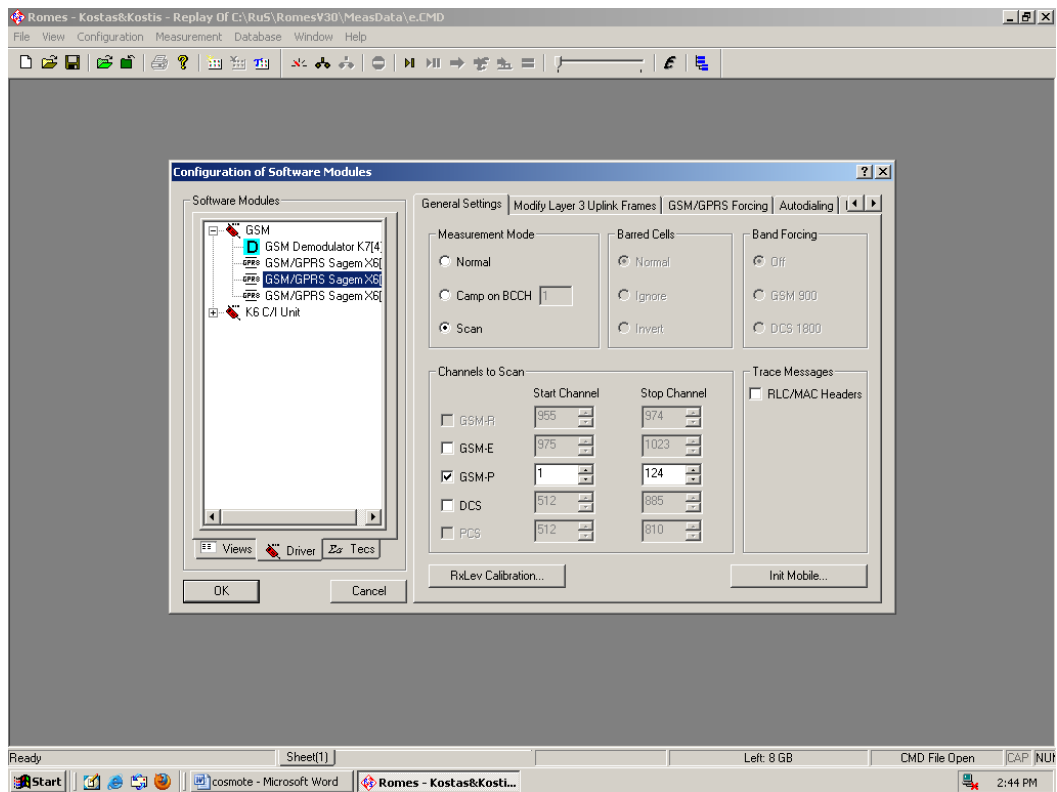 Romes - Kostas&Kostis - Replay Of C:\RuS\Romes¥30\MeasData\e.CMD
File View Configuration Measurement Database Window Help
Configuration of Software Modules
Software Modules
GSM
D GSM Demodulator K7[4]
GPRS GSM/GPRS Sagem X6[
GPRS GSM/GPRS Sagem X6[
GPRS GSM/GPRS Sagem X6[
K6 C/I Unit
Views Driver Tecs
OK Cancel
General Settings Modify Layer 3 Uplink Frames GSM/GPRS Forcing Autodialing
Measurement Mode
Normal
Camp on BCCH 1
Scan
Barred Cells
Normal
Ignore
Invert
Band Forcing
Off
GSM 900
DCS 1800
Channels to Scan
Start Channel Stop Channel
GSM-R 955 974
GSM-E 975 1023
GSM-P 1 124
DCS 512 885
PCS 512 810
Trace Messages
RLC/MAC Headers
RxLev Calibration... Init Mobile...
Ready Sheet(1) Left: 8 GB CMD File Open CAP NUM
Start cosmote - Microsoft Word Romes - Kostas&Kosti... 2:44 PM